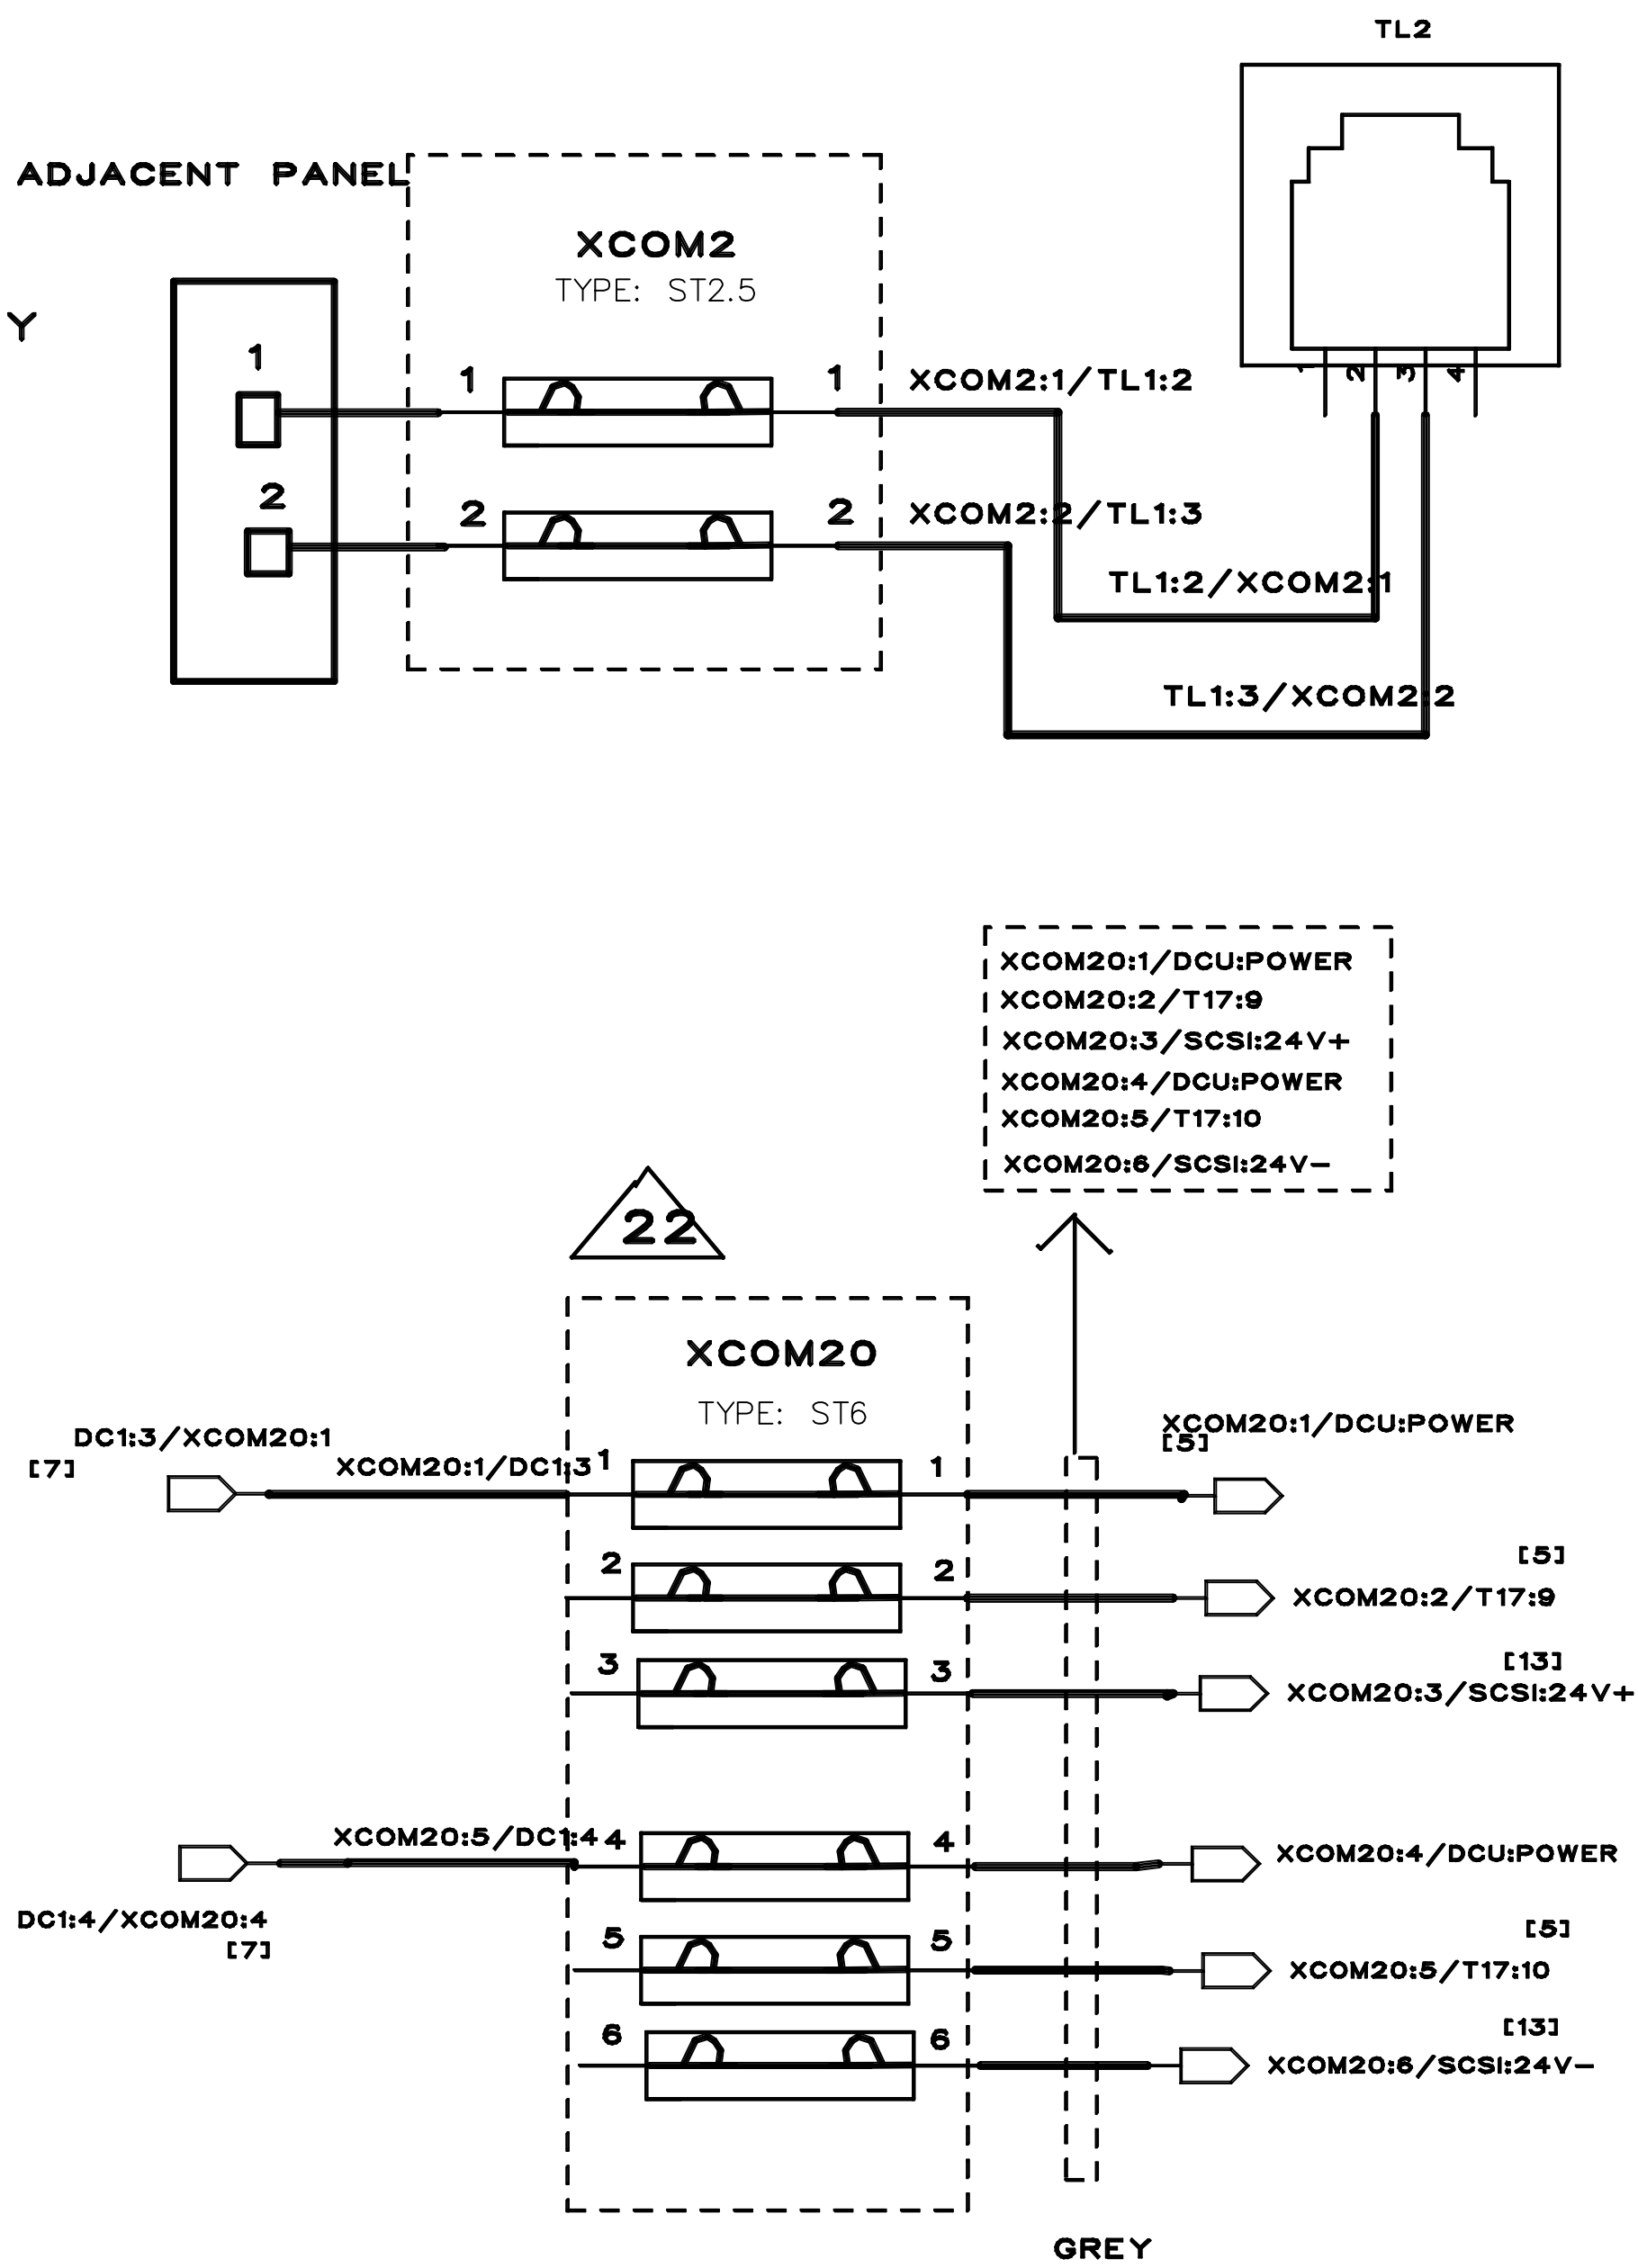 TL2
ADJACENT PANEL
XCOM2
TYPE: ST2.5
Y
1
1
1
XCOM2:1/TL1:2
1
2
3
4
2
2
2
XCOM2:2/TL1:3
TL1:2/XCOM2:1
TL1:3/XCOM2:2
XCOM20:1/DCU:POWER
XCOM20:2/T17:9
XCOM20:3/SCSI:24V+
XCOM20:4/DCU:POWER
XCOM20:5/T17:10
XCOM20:6/SCSI:24V-
22
XCOM20
TYPE: ST6
DC1:3/XCOM20:1
[7]
XCOM20:1/DC1:3
1
1
XCOM20:1/DCU:POWER
[5]
2
2
[5]
XCOM20:2/T17:9
3
3
[13]
XCOM20:3/SCSI:24V+
XCOM20:5/DC1:4
4
4
XCOM20:4/DCU:POWER
DC1:4/XCOM20:4
[7]
5
5
[5]
XCOM20:5/T17:10
6
6
[13]
XCOM20:6/SCSI:24V-
GREY